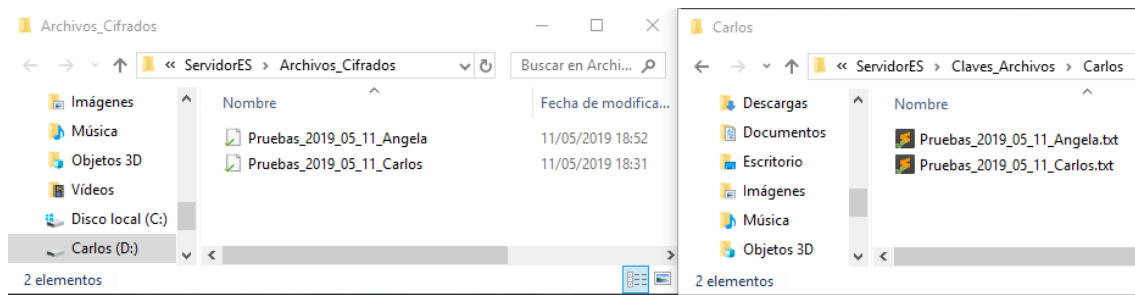 Archivos_Cifrados
« ServidorES > Archivos_Cifrados
Buscar en Archi...
Imágenes
Música
Objetos 3D
Vídeos
Disco local (C:)
Carlos (D:)
Nombre
Fecha de modifica...
Pruebas_2019_05_11_Angela
11/05/2019 18:52
Pruebas_2019_05_11_Carlos
11/05/2019 18:31
2 elementos
Carlos
« ServidorES > Claves_Archivos > Carlos
Descargas
Documentos
Escritorio
Imágenes
Música
Objetos 3D
Nombre
Pruebas_2019_05_11_Angela.txt
Pruebas_2019_05_11_Carlos.txt
2 elementos